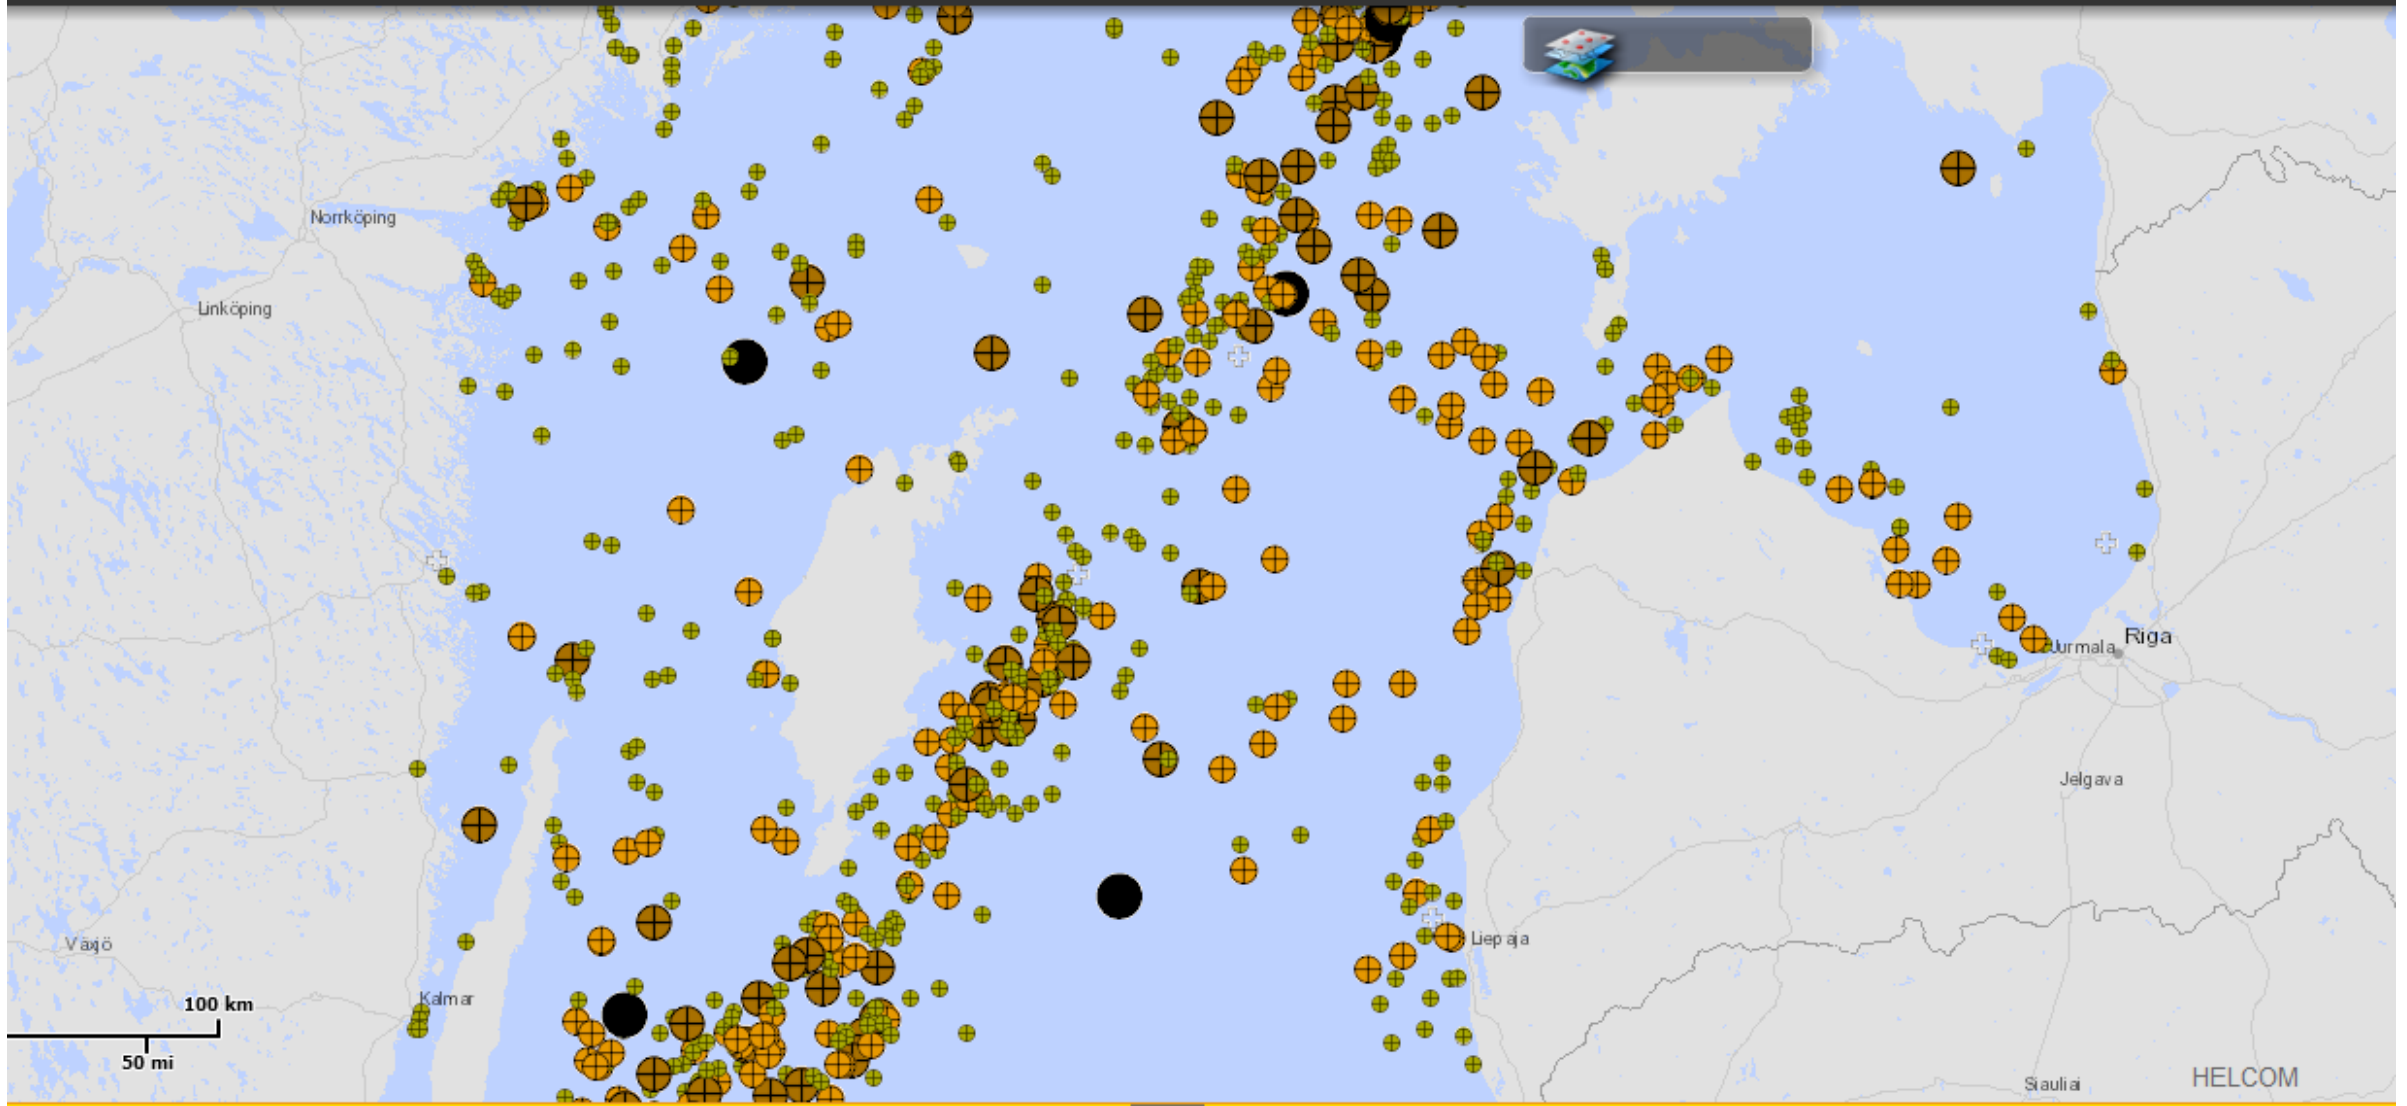 Norrköping
Linköping
Riga
Jurmala
Jelgava
Växjö
Liepaja
Kalmar
100 km
50 mi
Siauliai
HELCOM